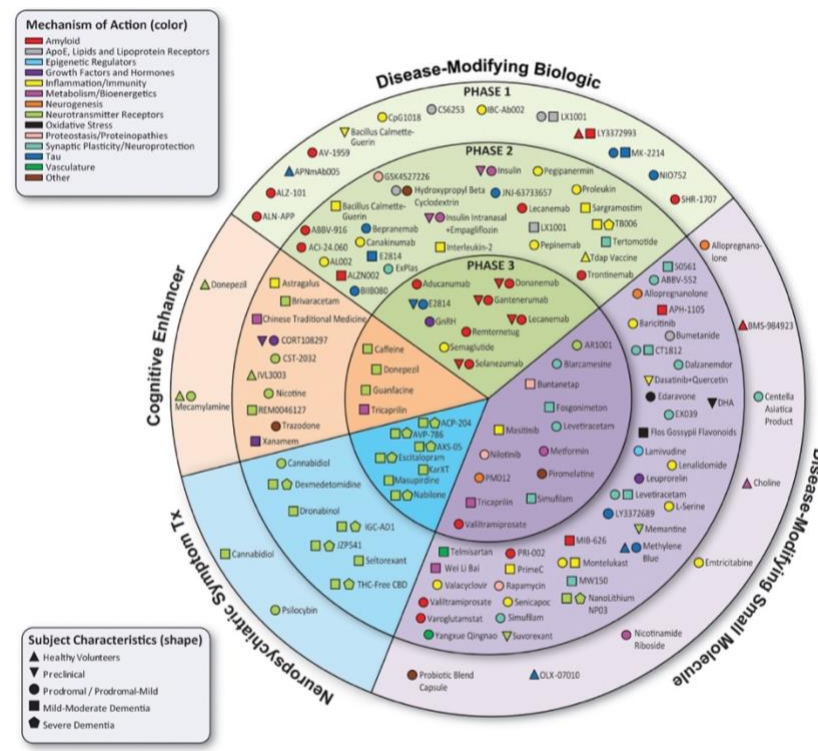 Mechanism of Action (color)
Amyloid
ApoE, Lipids and Lipoprotein Receptors
Epigenetic Regulators
Growth Factors and Hormones
Inflammation/Immunity
Metabolism/Bioenergetics
Neurogenesis
Neurotransmitter Receptors
Oxidative Stress
Proteostasis/Proteinopathies
Synaptic Plasticity/Neuroprotection
Tau
Vasculature
Other
Disease-Modifying Biologic
PHASE 1
CpG1018
CS6253
IBC-Ab002
LX1001
Bacillus Calmette-
Guerin
LY3372993
AV-1959
MK-2214
APNmAb005
NIO752
ALZ-101
SHR-1707
ALN-APP
PHASE 2
GSK4527226
Insulin
Pegipanermin
Hydroxypropyl Beta
Cyclodextrin
JNJ-63733657
Proleukin
Bacillus Calmette-
Guerin
Lecanemab
Sargramostim
Insulin Intranasal
+Empagliflozin
TB006
ABBV-916
Bepranemab
LX1001
Tertomotide
ACI-24.060
Canakinumab
Interleukin-2
Pepinemab
E2814
Tdap Vaccine
AL002
ExPlas
ALZN002
Trontinemab
BIIB080
PHASE 3
Aducanumab
Donanemab
E2814
Gantenerumab
GnRH
Lecanemab
Remternetug
Semaglutide
Solanezumab
Cognitive Enhancer
Donepezil
Mecamylamine
Astragalus
Brivaracetam
Chinese Traditional Medicine
CORT108297
CST-2032
IVL3003
Nicotine
REM0046127
Trazodone
Xanamem
Caffeine
Donepezil
Guanfacine
Tricaprilin
Neuropsychiatric Symptom Tx
ACP-204
AVP-786
AXS-05
Escitalopram
KarXT
Masupirdine
Nabilone
Cannabidiol
Dexmedetomidine
Dronabinol
IGC-AD1
JZP541
Seltorexant
THC-Free CBD
Cannabidiol
Psilocybin
Disease-Modifying Small Molecule
AR1001
Blarcamesine
Buntanetap
Fosgonimeton
Levetiracetam
Masitinib
Metformin
Nilotinib
Piromelatine
PM012
Tricaprilin
Simufilam
Valiltramiprosate
S0561
ABBV-552
Allopregnanolone
APH-1105
Baricitinib
Bumetanide
CT1812
Dalzanemdor
Dasatinib+Quercetin
Edaravone
DHA
EX039
Flos Gossypii Flavonoids
Lamivudine
Lenalidomide
Leuprorelin
Levetiracetam
L-Serine
LY3372689
Memantine
Methylene
Blue
MIB-626
Montelukast
MW150
NanoLithium
NP03
Telmisartan
PRI-002
Wei Li Bai
PrimeC
Valacyclovir
Rapamycin
Valiltramiprosate
Senicapoc
Varoglutamstat
Simufilam
Yangxue Qingnao
Suvorexant
Allopregnano-
lone
BMS-984923
Centella
Asiatica
Product
Choline
Emtricitabine
Nicotinamide
Riboside
OLX-07010
Probiotic Blend
Capsule
Subject Characteristics (shape)
Healthy Volunteers
Preclinical
Prodromal / Prodromal-Mild
Mild-Moderate Dementia
Severe Dementia